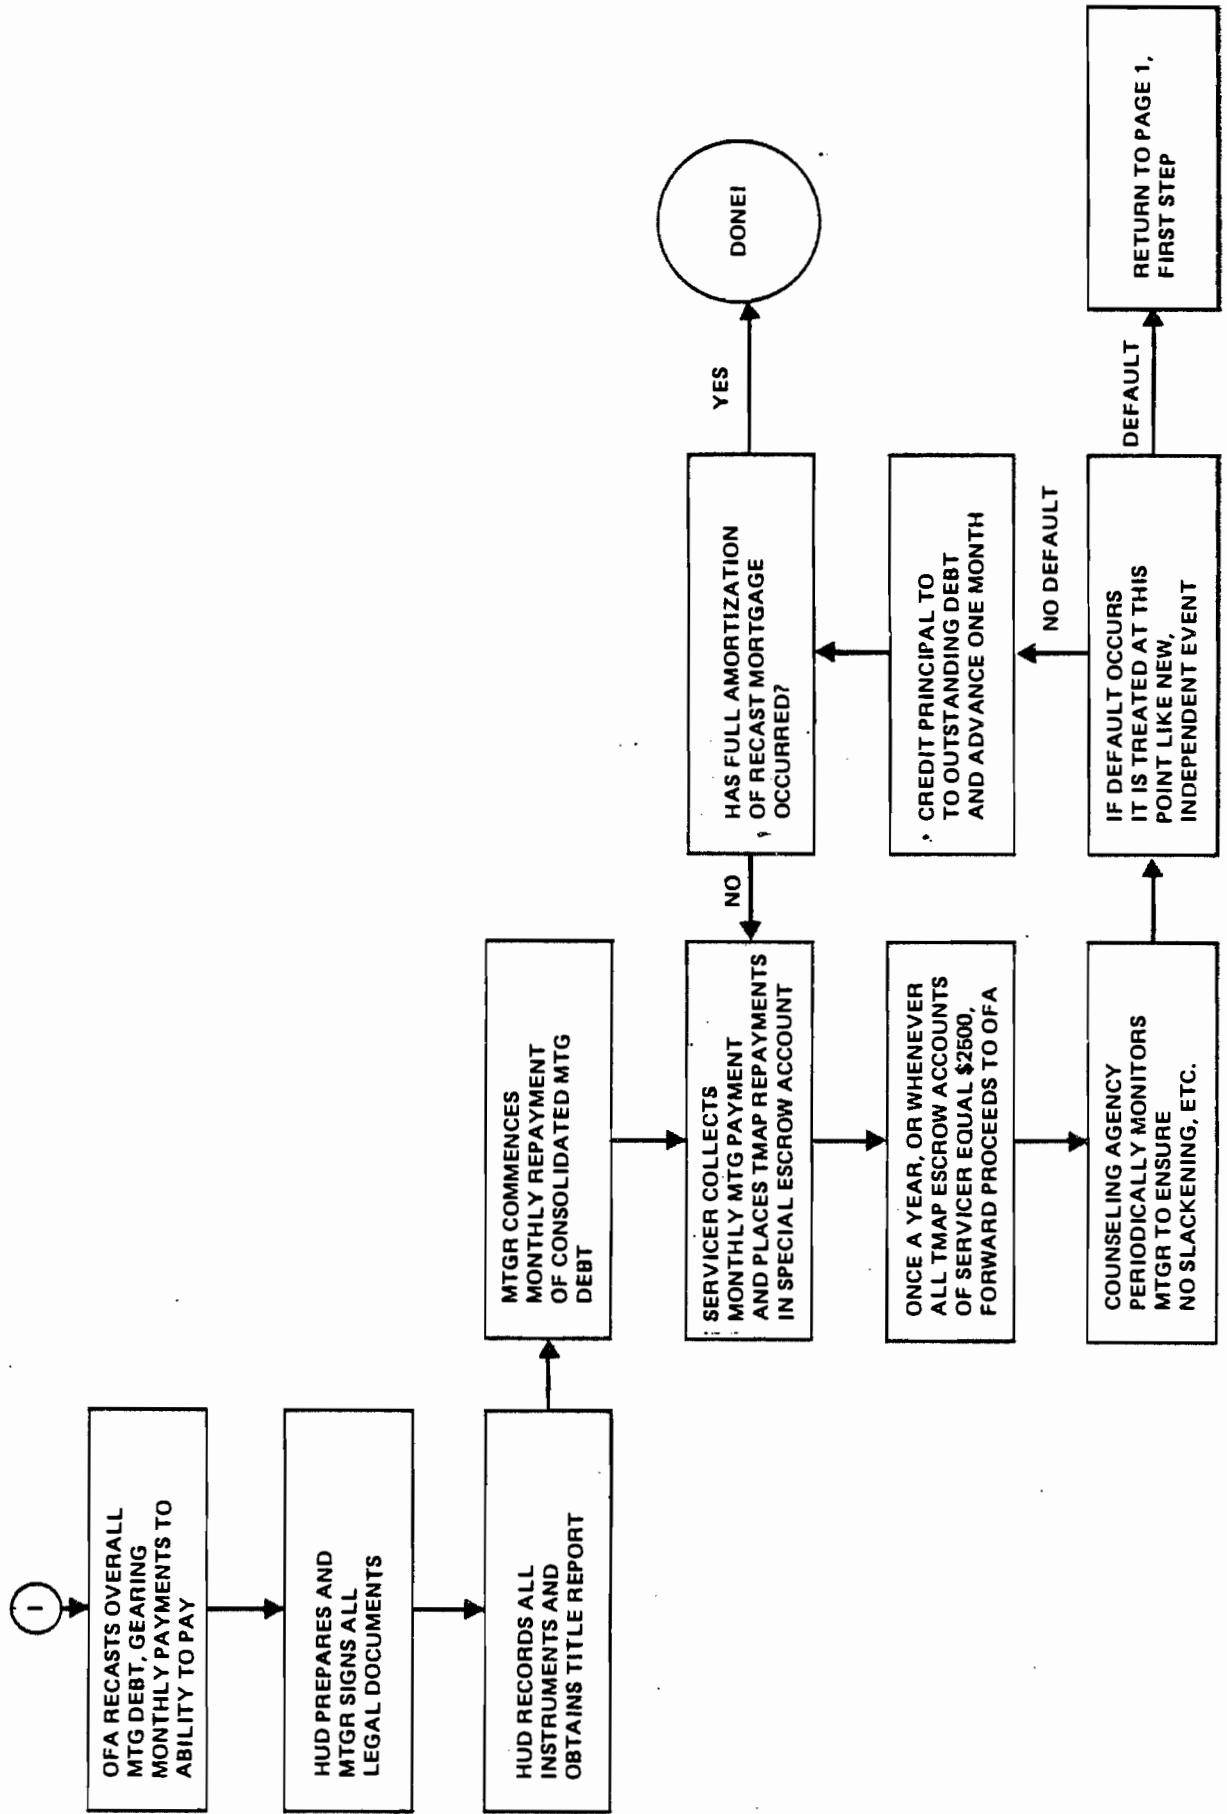 I
OFA RECASTS OVERALL
MTG DEBT, GEARING
MONTHLY PAYMENTS TO
ABILITY TO PAY
HUD PREPARES AND
MTGR SIGNS ALL
LEGAL DOCUMENTS
HUD RECORDS ALL
INSTRUMENTS AND
OBTAINS TITLE REPORT
MTGR COMMENCES
MONTHLY REPAYMENT
OF CONSOLIDATED MTG
DEBT
SERVICER COLLECTS
MONTHLY MTG PAYMENT
AND PLACES TMAP REPAYMENTS
IN SPECIAL ESCROW ACCOUNT
ONCE A YEAR, OR WHENEVER
ALL TMAP ESCROW ACCOUNTS
OF SERVICER EQUAL $2500,
FORWARD PROCEEDS TO OFA
COUNSELING AGENCY
PERIODICALLY MONITORS
MTGR TO ENSURE
NO SLACKENING, ETC.
IF DEFAULT OCCURS
IT IS TREATED AT THIS
POINT LIKE NEW,
INDEPENDENT EVENT
DEFAULT
RETURN TO PAGE 1,
FIRST STEP
NO DEFAULT
CREDIT PRINCIPAL TO
TO OUTSTANDING DEBT
AND ADVANCE ONE MONTH
HAS FULL AMORTIZATION
OF RECAST MORTGAGE
OCCURRED?
NO
YES
DONE!